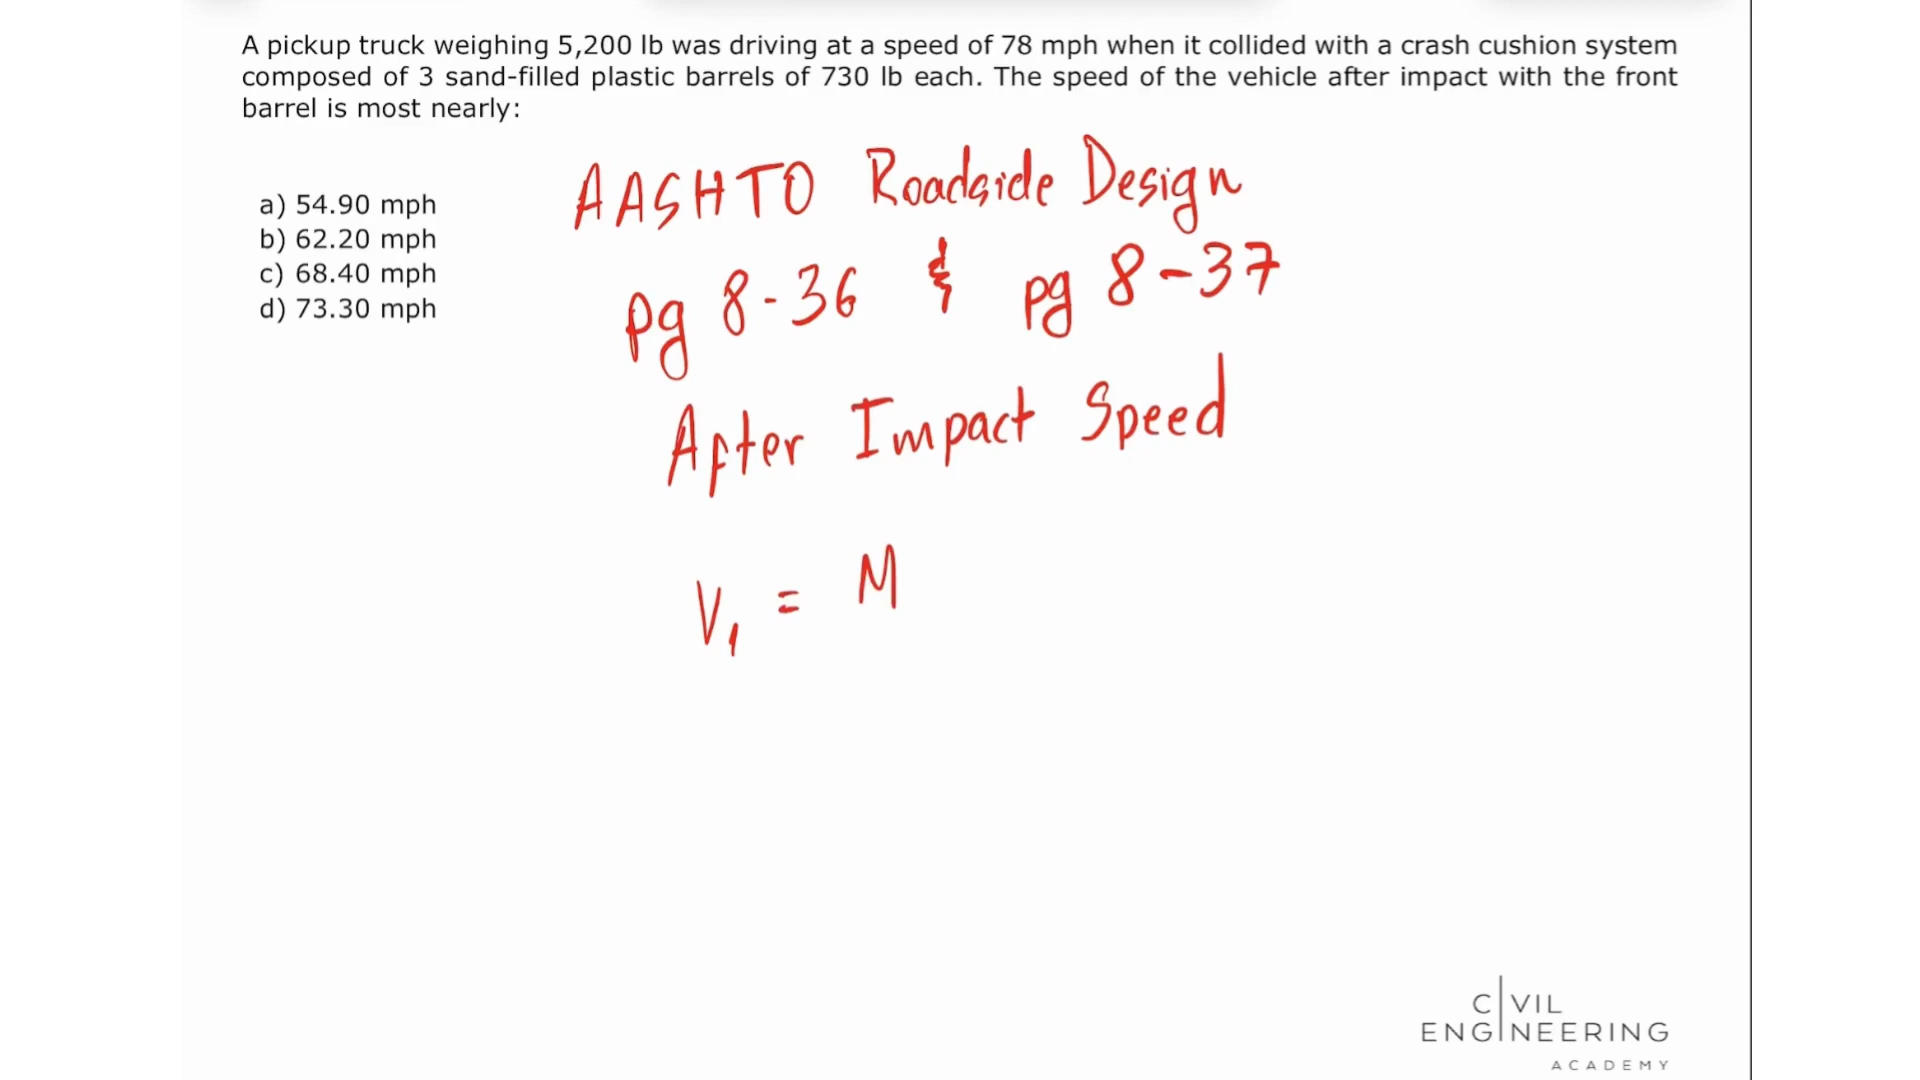 A pickup truck weighing 5,200 lb was driving at a speed of 78 mph when it collided with a crash cushion system
composed of 3 sand-filled plastic barrels of 730 lb each. The speed of the vehicle after impact with the front
barrel is most nearly:
a) 54.90 mph
b) 62.20 mph
c) 68.40 mph
d) 73.30 mph
AASHTO Roadside Design
pg 8-36 & pg 8-37
After Impact Speed
V₁ = M
CIVIL
ENGINEERING
ACADEMY